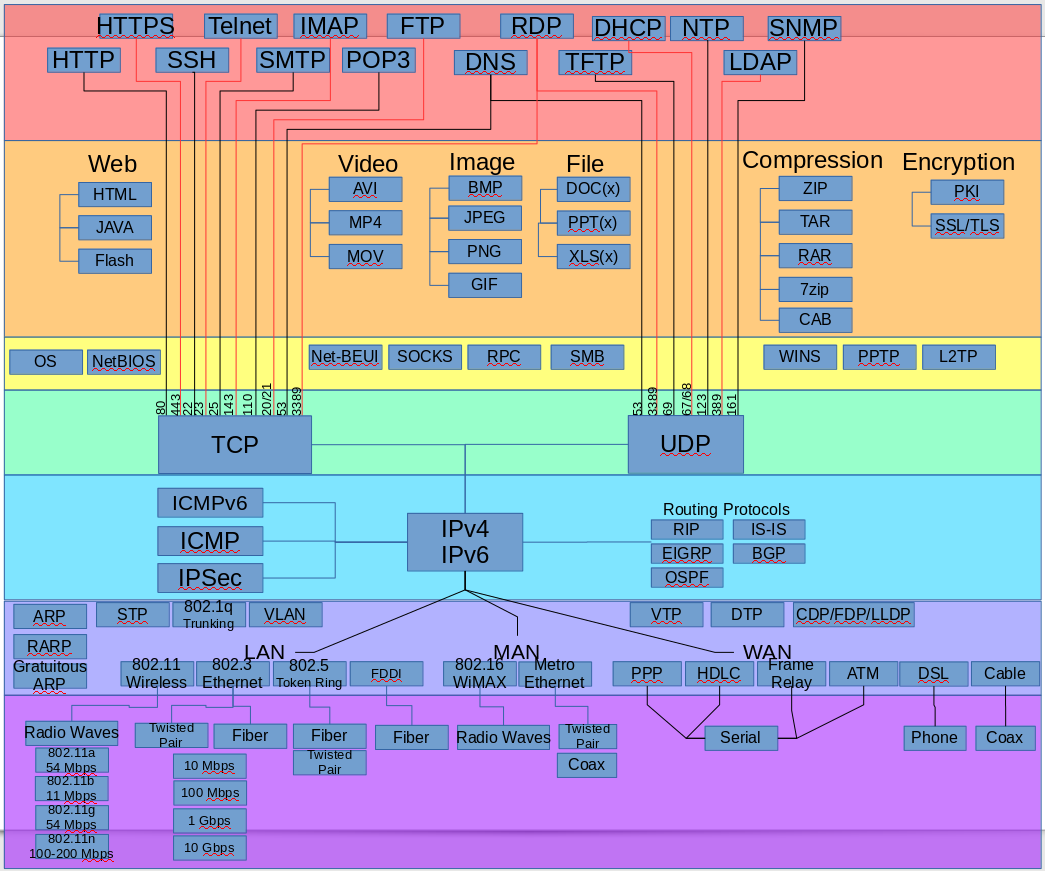 HTTPS
Telnet
IMAP
FTP
RDP
DHCP
NTP
SNMP
HTTP
SSH
SMTP
POP3
DNS
TFTP
LDAP
Web
HTML
JAVA
Flash
Video
AVI
MP4
MOV
Image
BMP
JPEG
PNG
GIF
File
DOC(x)
PPT(x)
XLS(x)
Compression
ZIP
TAR
RAR
7zip
CAB
Encryption
PKI
SSL/TLS
OS
NetBIOS
Net-BEUI
SOCKS
RPC
SMB
WINS
PPTP
L2TP
80
443
22
23
25
143
110
20/21
53
3389
53
3389
69
67/68
123
389
161
TCP
UDP
ICMPv6
ICMP
IPSec
IPv4
IPv6
Routing Protocols
RIP
IS-IS
EIGRP
BGP
OSPF
ARP
RARP
Gratuitous
ARP
STP
802.1q
Trunking
VLAN
VTP
DTP
CDP/FDP/LLDP
LAN
MAN
WAN
802.11
Wireless
802.3
Ethernet
802.5
Token Ring
FDDI
802.16
WiMAX
Metro
Ethernet
PPP
HDLC
Frame
Relay
ATM
DSL
Cable
Radio Waves
Twisted
Pair
Fiber
Fiber
Twisted
Pair
Fiber
Radio Waves
Twisted
Pair
Coax
Serial
Phone
Coax
802.11a
54 Mbps
802.11b
11 Mbps
802.11g
54 Mbps
802.11n
100-200 Mbps
10 Mbps
100 Mbps
1 Gbps
10 Gbps